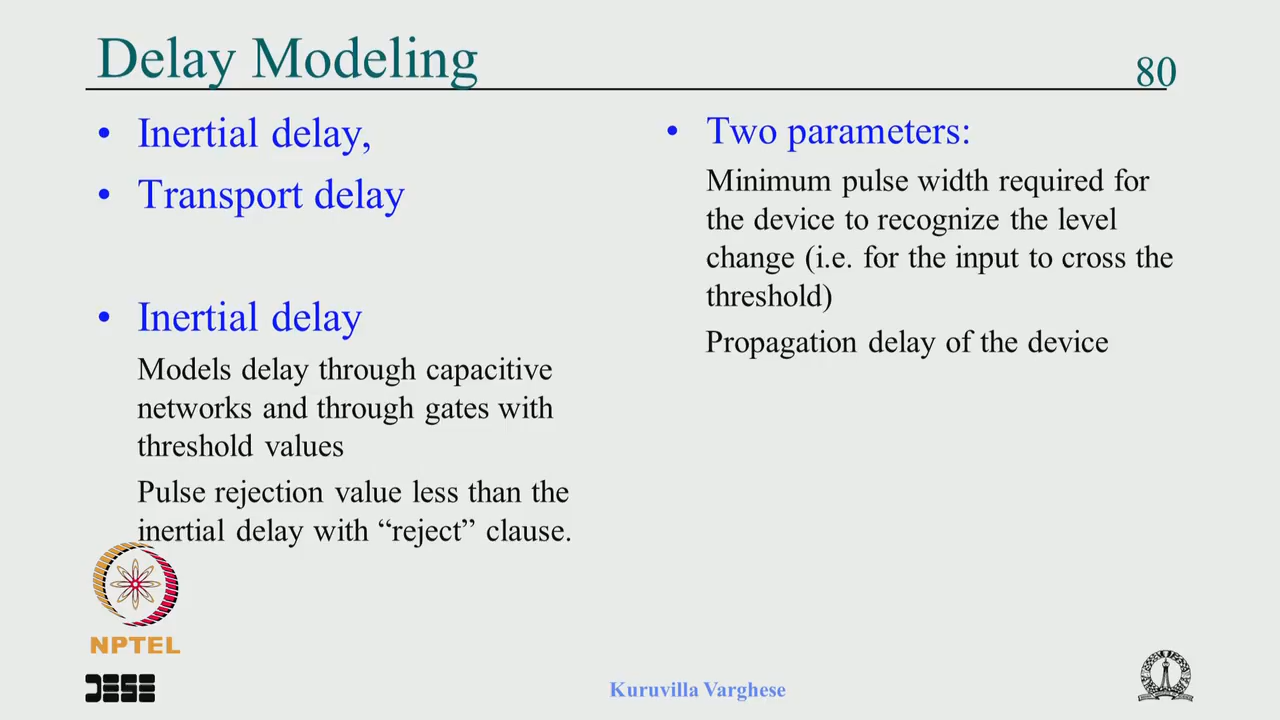 Delay Modeling
80
• Inertial delay,
• Transport delay
• Inertial delay
Models delay through capacitive
networks and through gates with
threshold values
Pulse rejection value less than the
inertial delay with “reject” clause.
• Two parameters:
Minimum pulse width required for
the device to recognize the level
change (i.e. for the input to cross the
threshold)
Propagation delay of the device
NPTEL
DESE
Kuruvilla Varghese